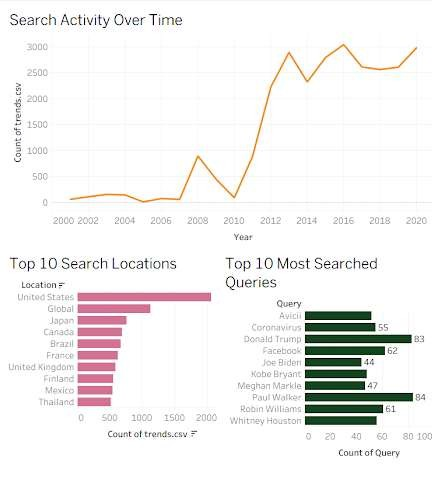 Search Activity Over Time
3000
2500
2000
1500
1000
500
0
Count of trends.csv
2000 2002 2004 2006 2008 2010 2012 2014 2016 2018 2020
Year
Top 10 Search Locations
Location
United States
Global
Japan
Canada
Brazil
France
United Kingdom
Finland
Mexico
Thailand
0 500 1000 1500 2000
Count of trends.csv
Top 10 Most Searched
Queries
Query
Avicii
Coronavirus 55
Donald Trump 83
Facebook 62
Joe Biden 44
Kobe Bryant
Meghan Markle 47
Paul Walker 84
Robin Williams 61
Whitney Houston
0 20 40 60 80 100
Count of Query